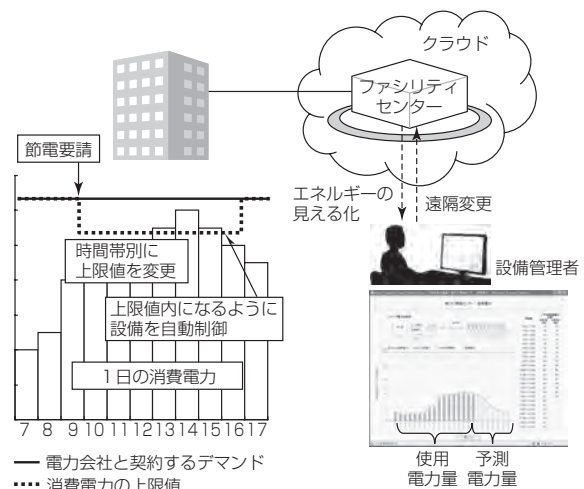 クラウド
ファシリティ
センター
節電要請
エネルギーの
見える化
遠隔変更
設備管理者
時間帯別に
上限値を変更
上限値内になるように
設備を自動制御
1日の消費電力
7 8 9 10 11 12 13 14 15 16 17
電力会社と契約するデマンド
消費電力の上限値
使用
電力量
予測
電力量